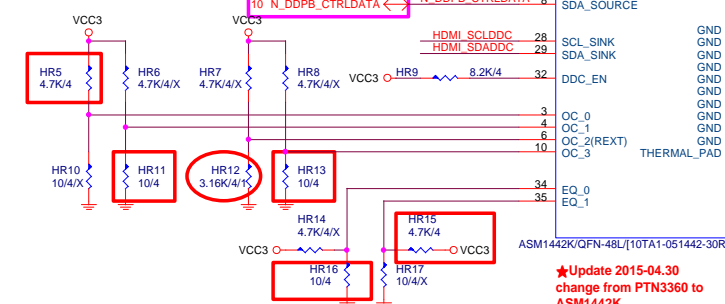 10 N_DDPB_CTRLDATA
N_DDPB_CTRLDATA 8 SDA_SOURCE
VCC3 VCC3
HR5 4.7K/4
HR6 4.7K/4/X
HR7 4.7K/4/X
HR8 4.7K/4/X
HDMI_SCLDDC 28 SCL_SINK
HDMI_SDADDC 29 SDA_SINK
VCC3 HR9 8.2K/4 32 DDC_EN
3 OC_0
4 OC_1
6 OC_2(REXT)
10 OC_3
GND
GND
GND
GND
GND
GND
GND
GND
GND
GND
GND
GND
GND
THERMAL_PAD
HR10 10/4/X
HR11 10/4
HR12 3.16K/4/1
HR13 10/4
34 EQ_0
35 EQ_1
HR14 4.7K/4/X
VCC3
HR15 4.7K/4
VCC3
HR16 10/4
HR17 10/4/X
ASM1442K/QFN-48L/[10TA1-051442-30R
★Update 2015-04.30
change from PTN3360 to
ASM1442K